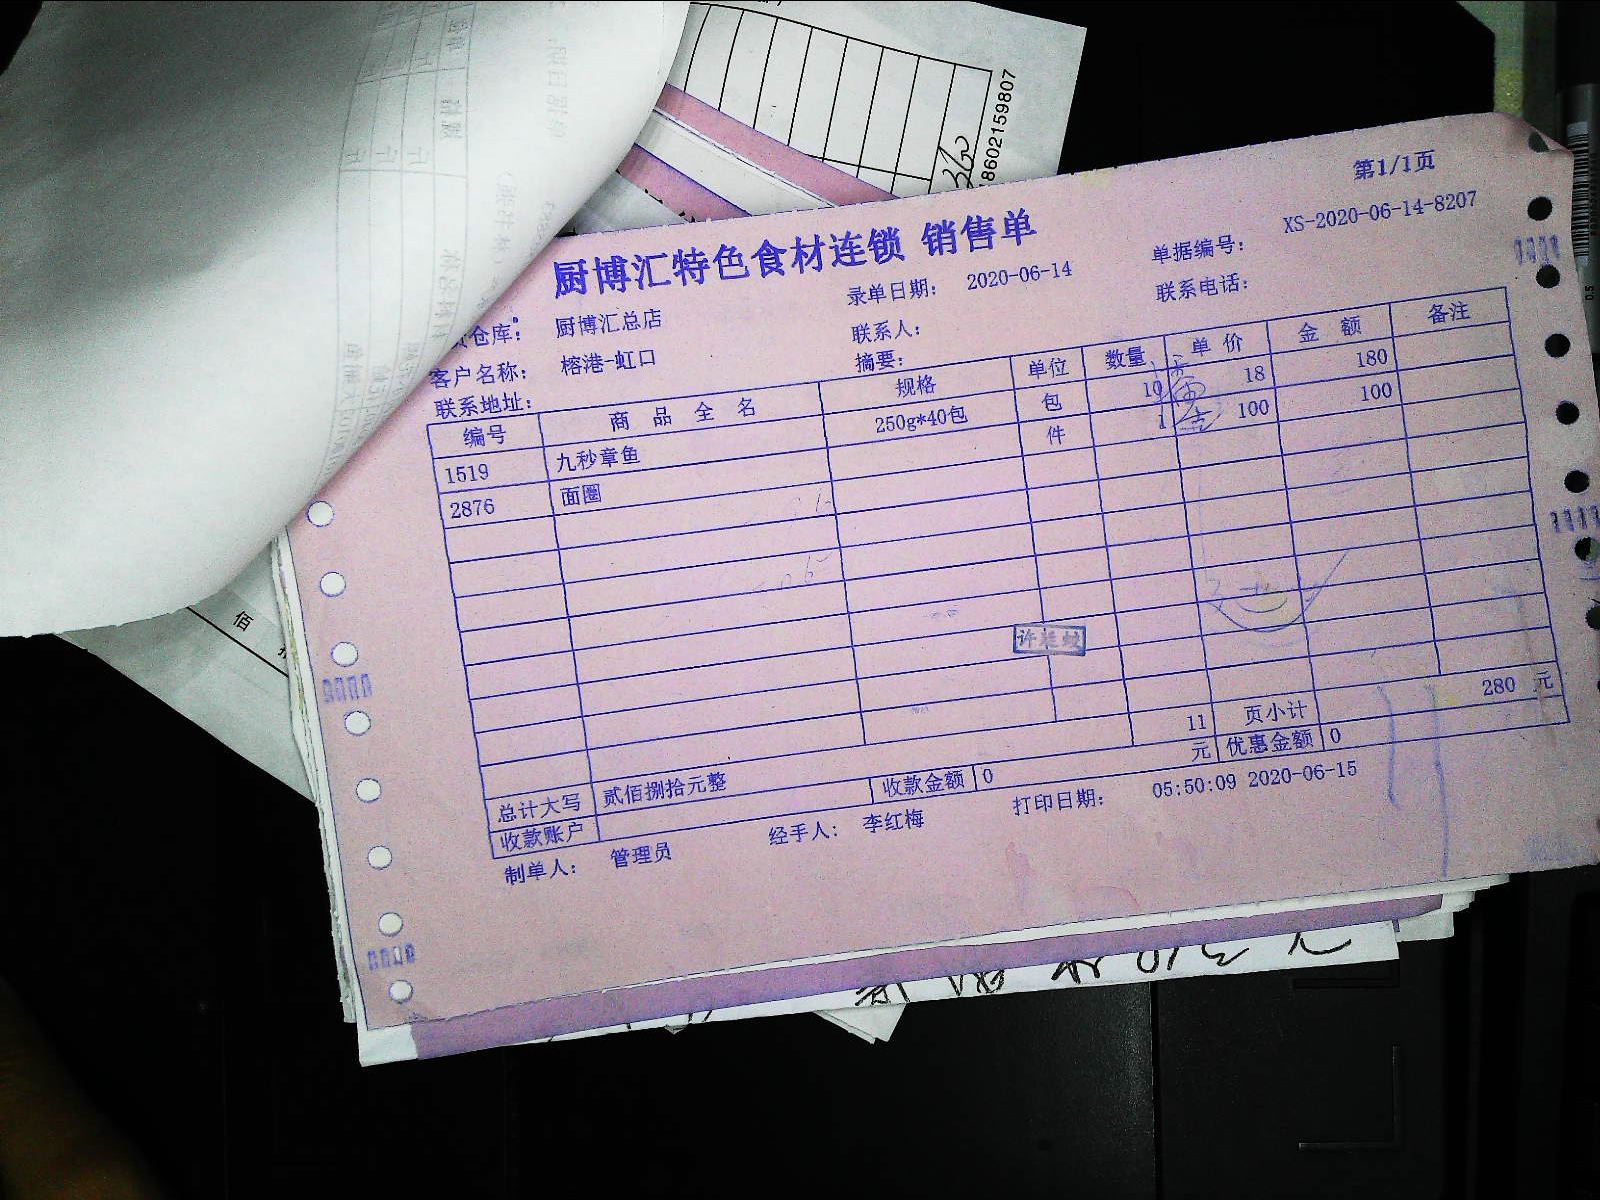 18602159807
第1/1页
厨博汇特色食材连锁 销售单
仓库： 厨博汇总店 录单日期： 2020-06-14 单据编号： XS-2020-06-14-8207
客户名称： 榕港-虹口 联系人： 联系电话：
联系地址： 摘要：
编号 商品全名 规格 单位 数量 单价 金额 备注
1519 九秒章鱼 250g*40包 包 10 18 180
2876 面圈 件 1 100 100
11 页小计 280 元
总计大写 贰佰捌拾元整 收款金额 0 元 优惠金额 0
收款账户
制单人： 管理员 经手人： 李红梅 打印日期： 05:50:09 2020-06-15
佰